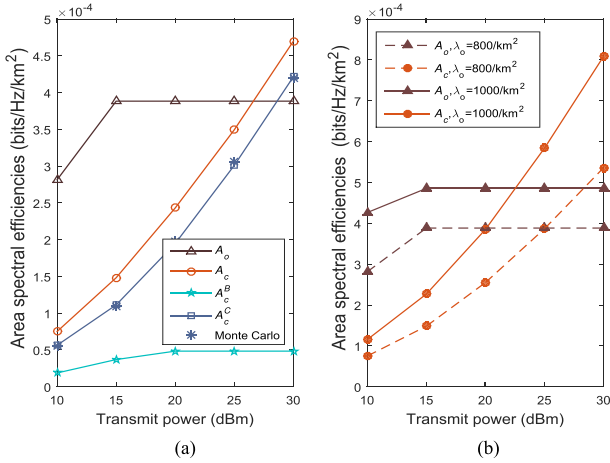 ×10⁻⁴
5
4.5
4
3.5
3
2.5
2
1.5
1
0.5
0
10 15 20 25 30
Transmit power (dBm)
Area spectral efficiencies (bits/Hz/km²)
A_o
A_c
A_c^B
A_c^C
Monte Carlo
(a)
×10⁻⁴
9
8
7
6
5
4
3
2
1
0
10 15 20 25 30
Transmit power (dBm)
Area spectral efficiencies (bits/Hz/km²)
A_o,λ_o=800/km²
A_c,λ_o=800/km²
A_o,λ_o=1000/km²
A_c,λ_o=1000/km²
(b)